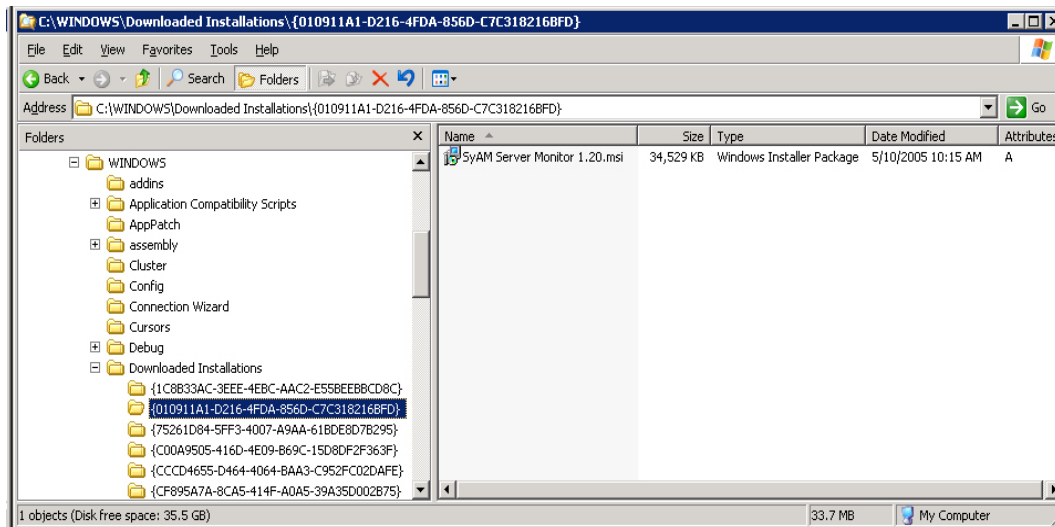 C:\WINDOWS\Downloaded Installations\{010911A1-D216-4FDA-856D-C7C318216BFD}
File Edit View Favorites Tools Help
Back Search Folders
Address C:\WINDOWS\Downloaded Installations\{010911A1-D216-4FDA-856D-C7C318216BFD} Go
Folders x Name Size Type Date Modified Attributes
SyAM Server Monitor 1.20.msi 34,529 KB Windows Installer Package 5/10/2005 10:15 AM A
WINDOWS
addins
Application Compatibility Scripts
AppPatch
assembly
Cluster
Config
Connection Wizard
Cursors
Debug
Downloaded Installations
{1C8B33AC-3EEE-4EBC-AAC2-E55BEEBBCD8C}
{010911A1-D216-4FDA-856D-C7C318216BFD}
{75261D84-5FF3-4007-A9AA-61BDE8D7B295}
{C00A9505-416D-4E09-B69C-15D8DF2F363F}
{CCCD4655-D464-4064-BAA3-C952FC02DAFE}
{CF895A7A-8CA5-414F-A0A5-39A35D002B75}
1 objects (Disk free space: 35.5 GB) 33.7 MB My Computer